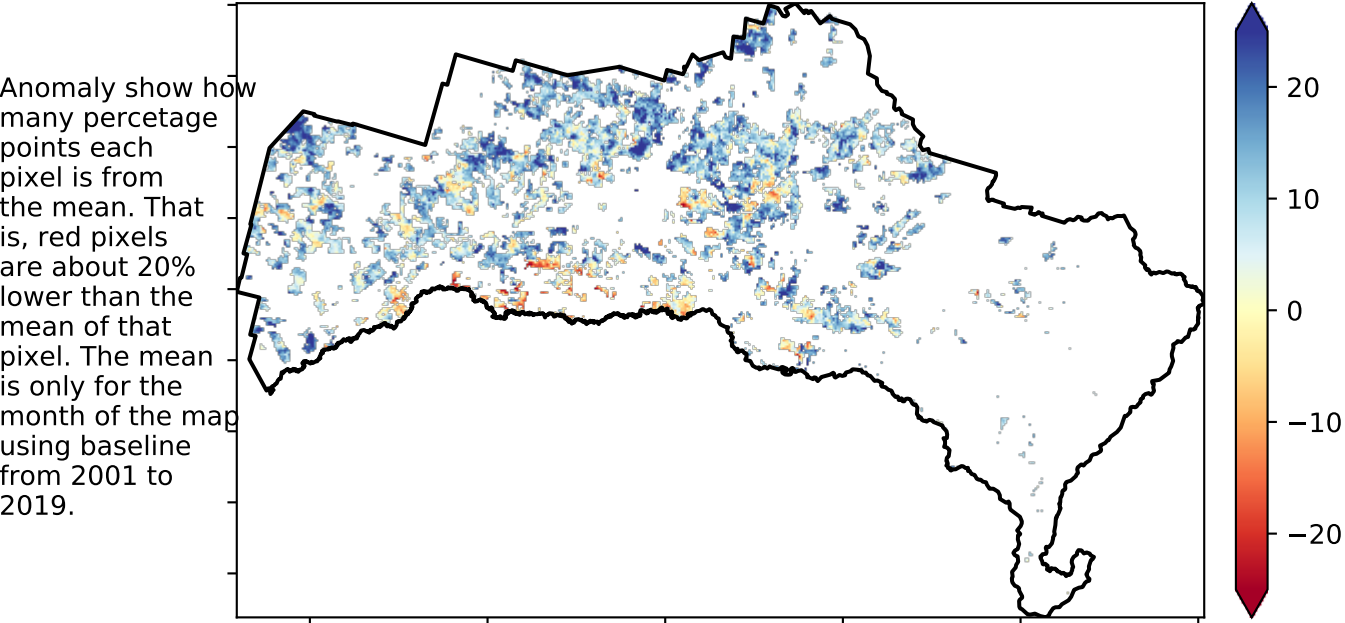 Anomaly show how
many percetage
points each
pixel is from
the mean. That
is, red pixels
are about 20%
lower than the
mean of that
pixel. The mean
is only for the
month of the map
using baseline
from 2001 to
2019.
20
10
0
−10
−20